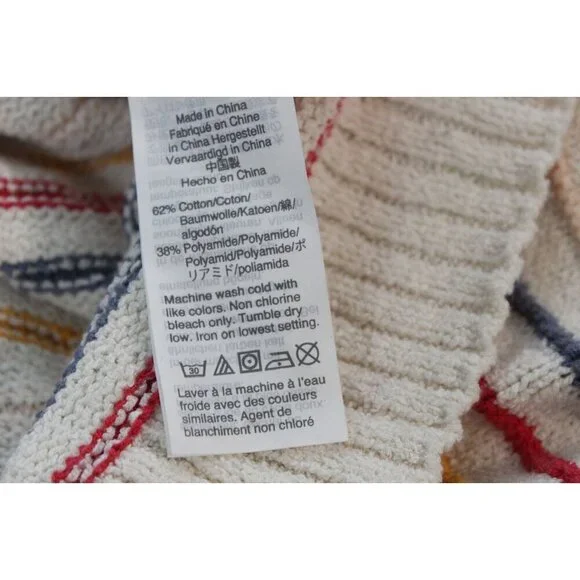 Made in China
Fabriqué en Chine
in China Hergestellt
Vervaardigd in China
中国製
Hecho en China
62% Cotton/Coton/
Baumwolle/Katoen/綿/
algodón
38% Polyamide/Polyamide/
Polyamid/Polyamide/ポ
リアミド/poliamida
Machine wash cold with
like colors. Non chlorine
bleach only. Tumble dry
low. Iron on lowest setting.
30
Laver à la machine à l'eau
froide avec des couleurs
similaires. Agent de
blanchiment non chloré